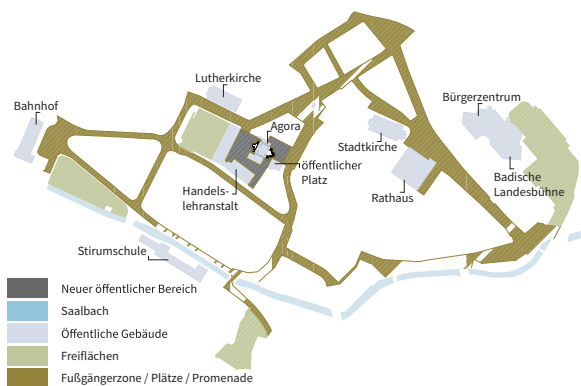 Lutherkirche
Bahnhof
Bürgerzentrum
Agora
Stadtkirche
öffentlicher
Platz
Badische
Landesbühne
Handels-
lehranstalt
Rathaus
Stirumschule
Neuer öffentlicher Bereich
Saalbach
Öffentliche Gebäude
Freiflächen
Fußgängerzone / Plätze / Promenade